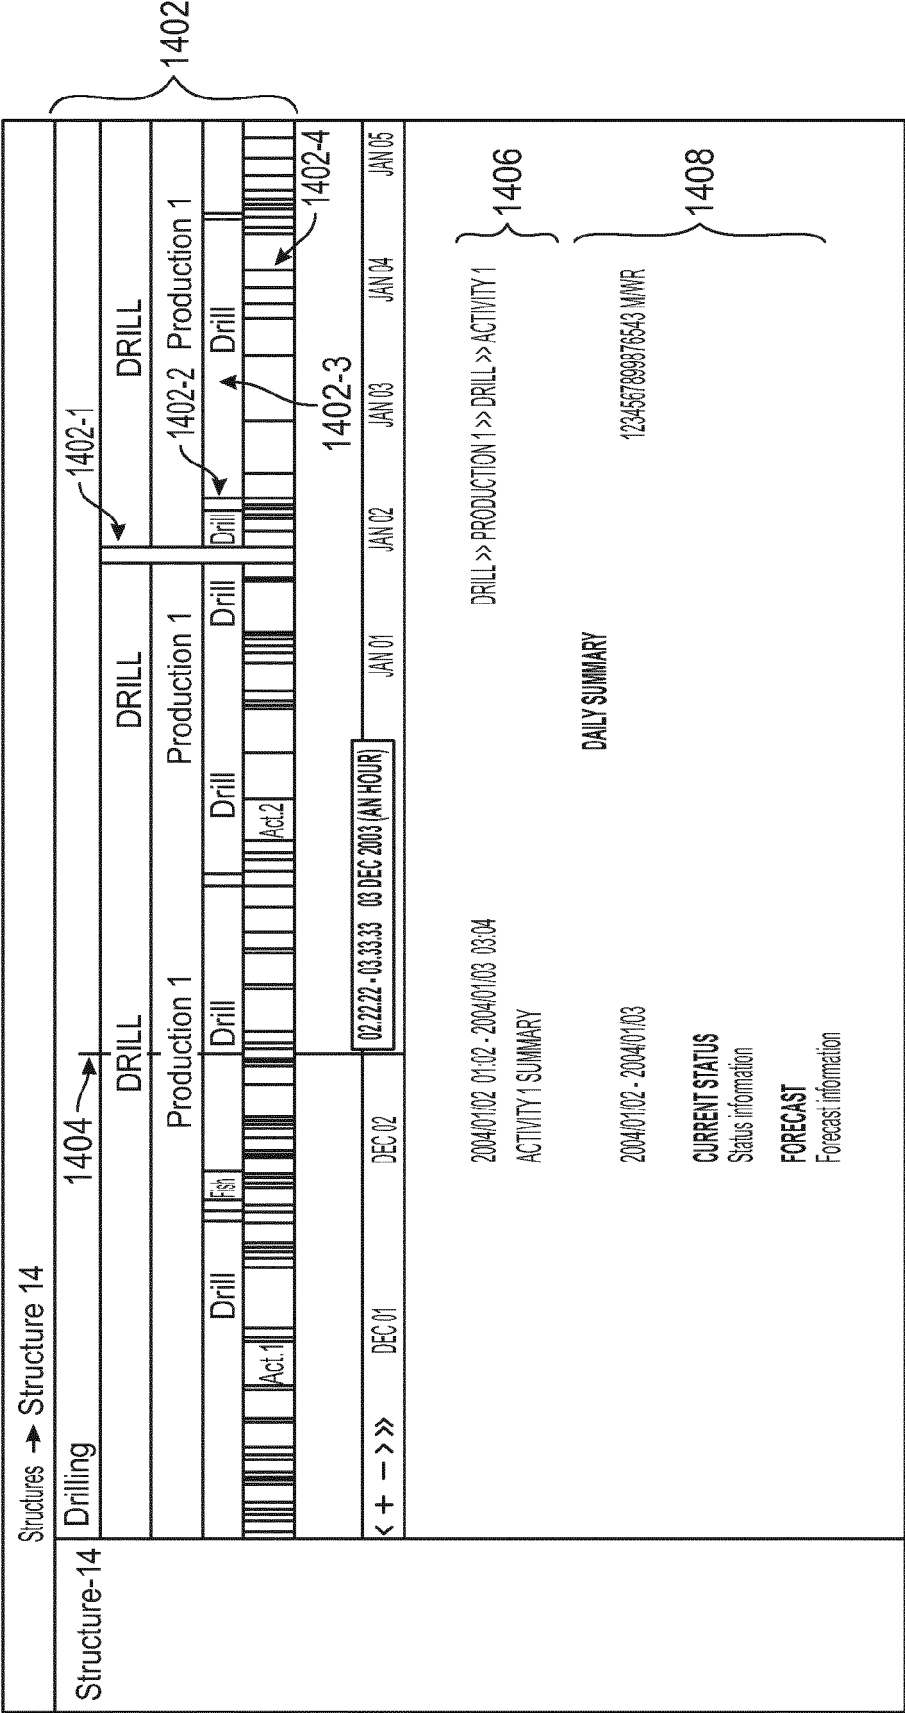 Structures → Structure 14
1402
Structure-14
Drilling
1404
1402-1
DRILL
DRILL
DRILL
1402-2
Production 1
Production 1
Production 1
Drill
Fish
Drill
Drill
Drill
Drill
Drill
Act.1
Act.2
1402-3
1402-4
02.22.22 - 03.33.33 03 DEC 2003 (AN HOUR)
< + − > >>
DEC 01
DEC 02
JAN 01
JAN 02
JAN 03
JAN 04
JAN 05
2004/01/02 01:02 - 2004/01/03 03:04
DRILL >> PRODUCTION 1 >> DRILL >> ACTIVITY 1
1406
ACTIVITY 1 SUMMARY
DAILY SUMMARY
2004/01/02 - 2004/01/03
1234567899876543 M/WR
1408
CURRENT STATUS
Status information
FORECAST
Forecast information